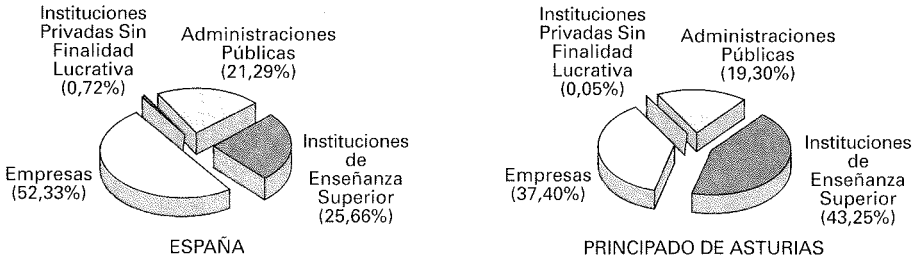 Instituciones
Privadas Sin
Finalidad
Lucrativa
(0,72%)
Administraciones
Públicas
(21,29%)
Empresas
(52,33%)
Instituciones
de
Enseñanza
Superior
(25,66%)
ESPAÑA
Instituciones
Privadas Sin
Finalidad
Lucrativa
(0,05%)
Administraciones
Públicas
(19,30%)
Empresas
(37,40%)
Instituciones
de
Enseñanza
Superior
(43,25%)
PRINCIPADO DE ASTURIAS